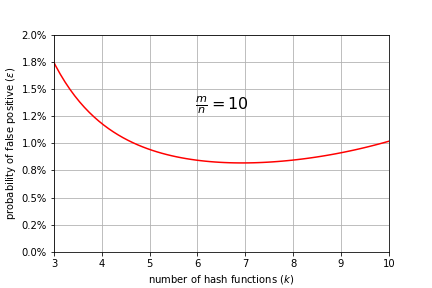 2.0%
1.8%
1.5%
1.2%
1.0%
0.8%
0.5%
0.2%
0.0%
probability of false positive (ε)
m/n = 10
3 4 5 6 7 8 9 10
number of hash functions (k)